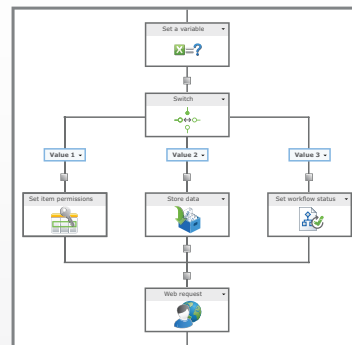 Set a variable
Switch
Value 1
Value 2
Value 3
Set item permissions
Store data
Set workflow status
Web request